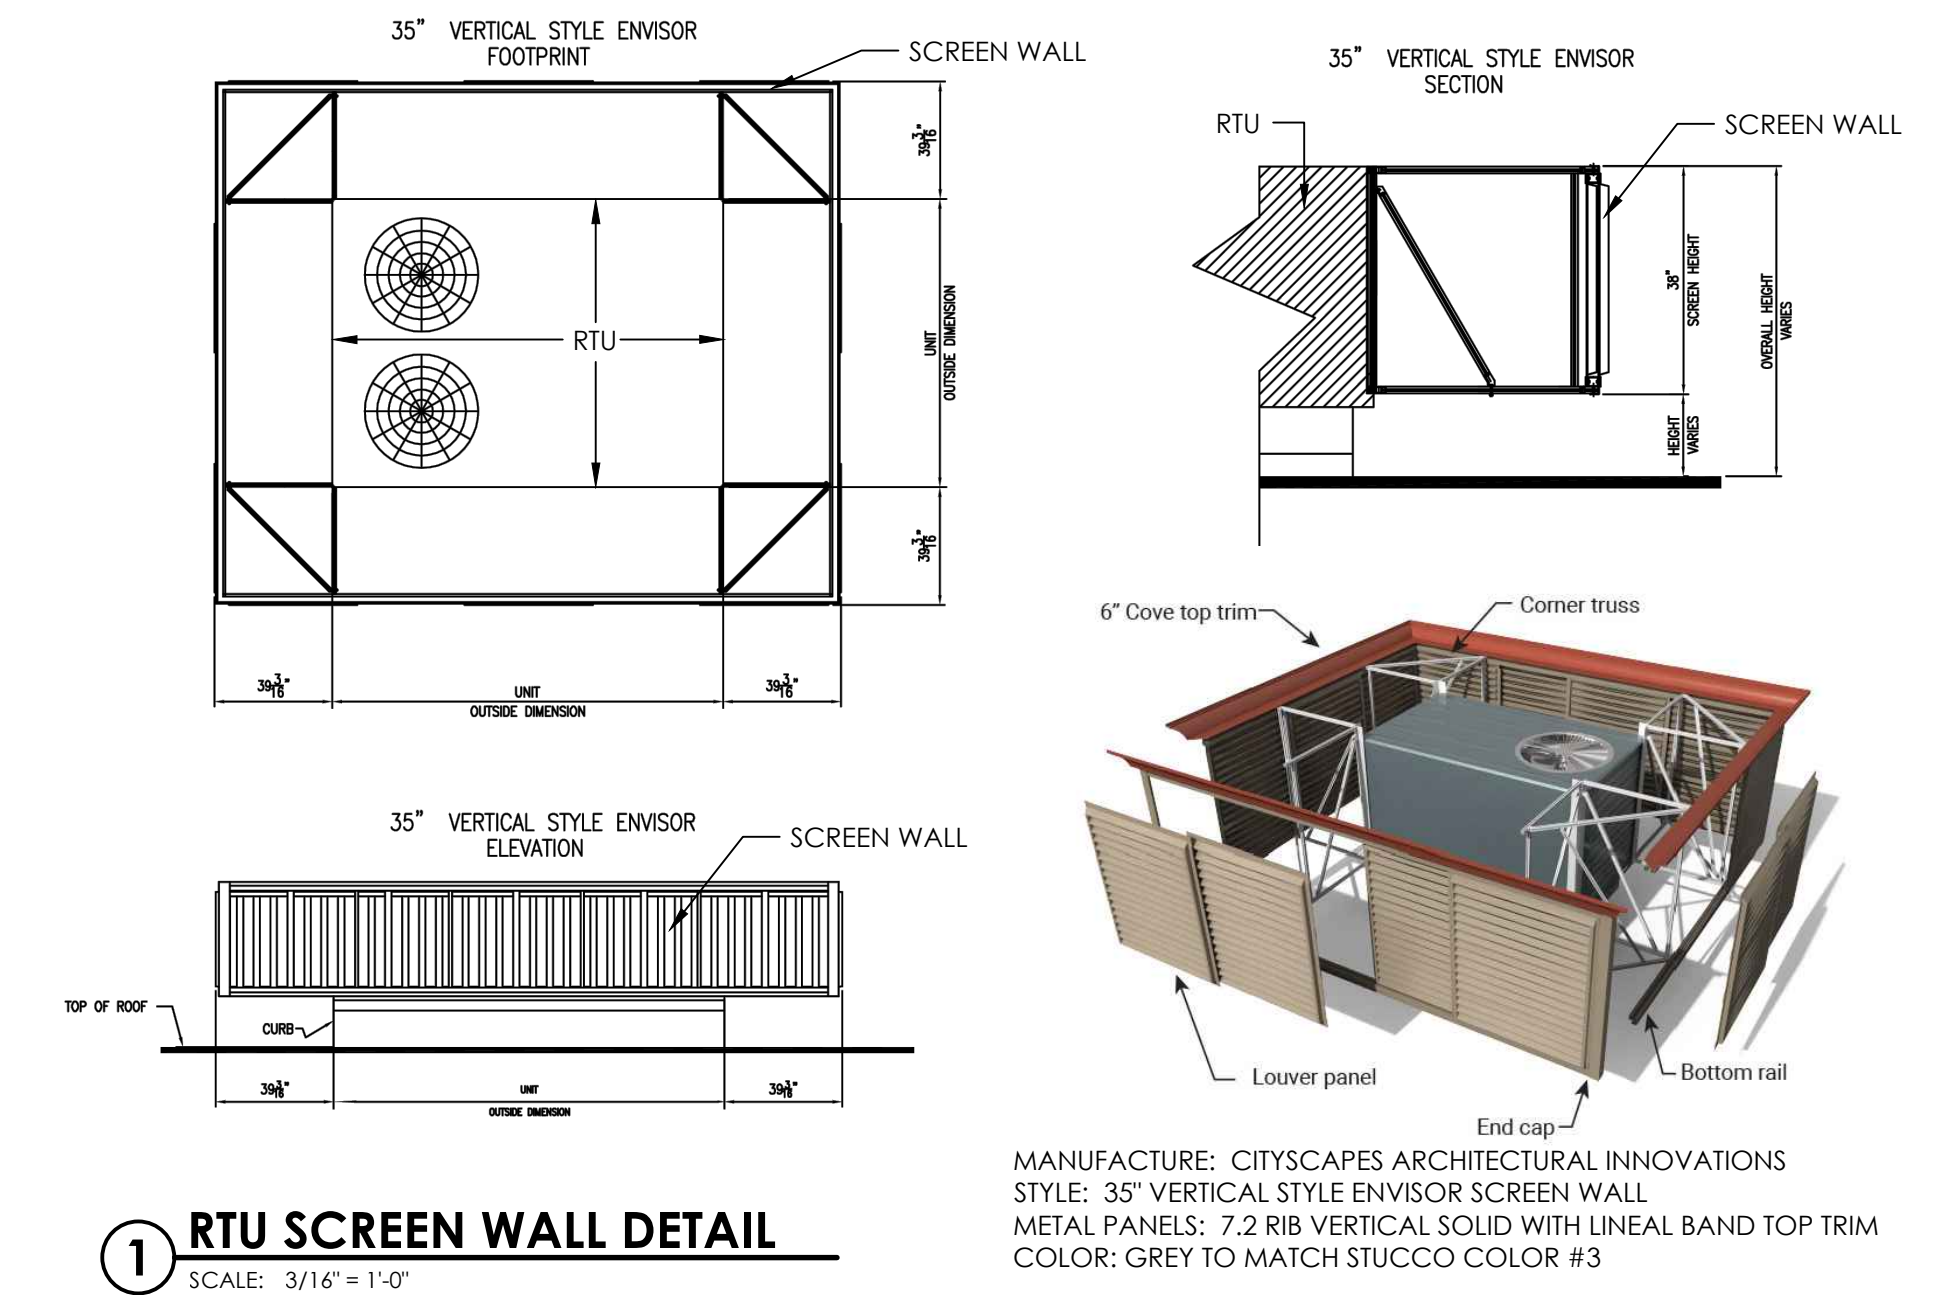 35” VERTICAL STYLE ENVISOR
FOOTPRINT
SCREEN WALL
39 3/16"
UNIT
OUTSIDE DIMENSION
39 3/16"
RTU
39 3/16"
UNIT
OUTSIDE DIMENSION
39 3/16"
35” VERTICAL STYLE ENVISOR
SECTION
RTU
SCREEN WALL
38"
SCREEN HEIGHT
OVERALL HEIGHT
VARIES
HEIGHT
VARIES
35” VERTICAL STYLE ENVISOR
ELEVATION
SCREEN WALL
TOP OF ROOF
CURB
39 3/16"
UNIT
OUTSIDE DIMENSION
39 3/16"
6” Cove top trim
Corner truss
Louver panel
Bottom rail
End cap
MANUFACTURE: CITYSCAPES ARCHITECTURAL INNOVATIONS
STYLE: 35" VERTICAL STYLE ENVISOR SCREEN WALL
METAL PANELS: 7.2 RIB VERTICAL SOLID WITH LINEAL BAND TOP TRIM
COLOR: GREY TO MATCH STUCCO COLOR #3
1
RTU SCREEN WALL DETAIL
SCALE: 3/16" = 1'-0"